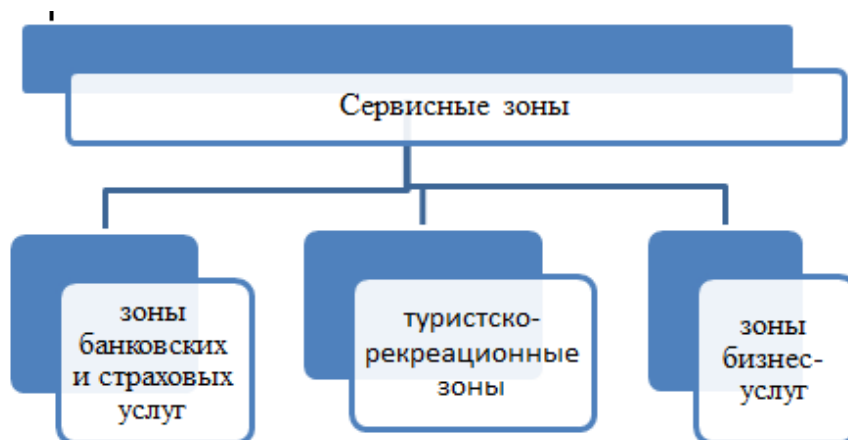 Сервисные зоны
зоны
банковских
и страховых
услуг
туристско-
рекреационные
зоны
зоны
бизнес-
услуг